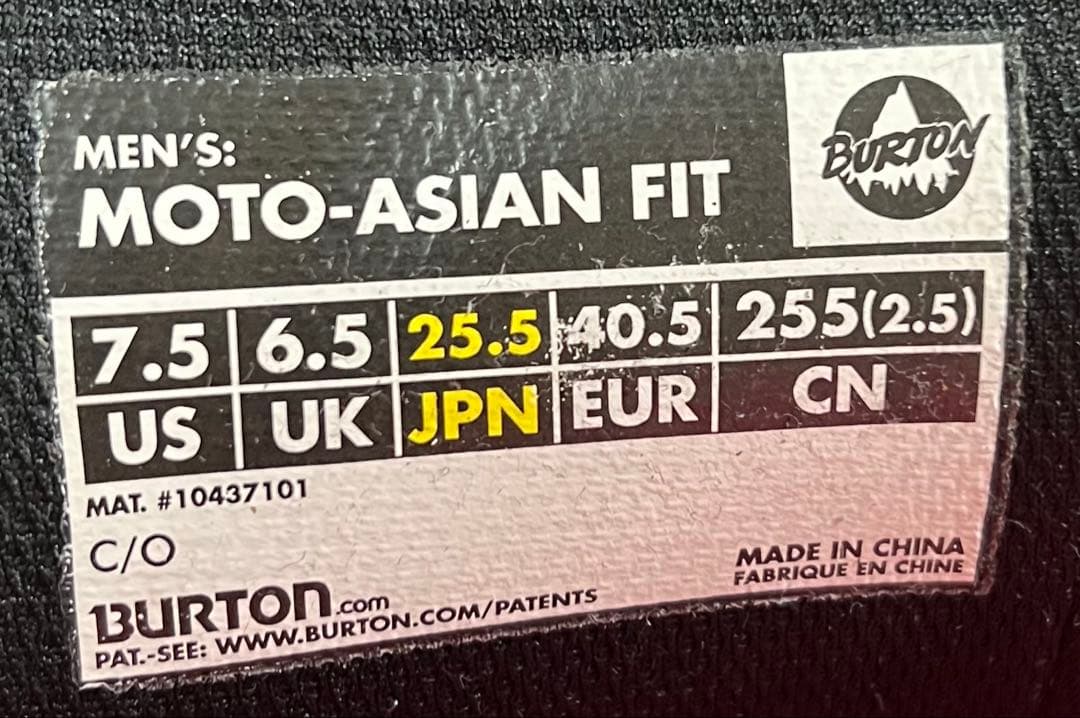 MEN'S:
MOTO-ASIAN FIT
BURTON
7.5 6.5 25.5 40.5 255(2.5)
US UK JPN EUR CN
MAT. #10437101
C/O
MADE IN CHINA
FABRIQUE EN CHINE
BURTON.com
PAT.-SEE: WWW.BURTON.COM/PATENTS